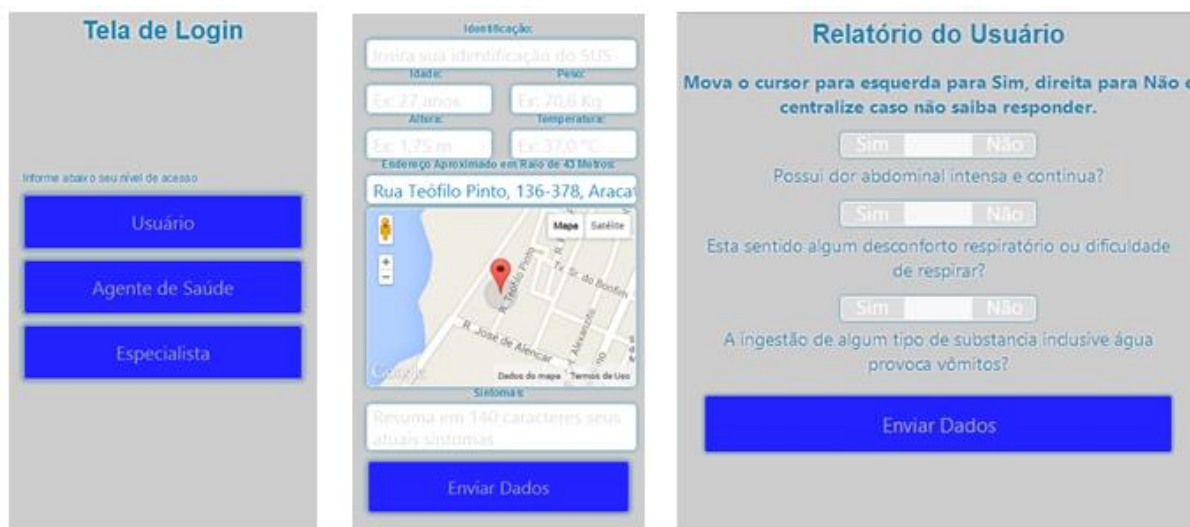 Tela de Login
Informe abaixo seu nível de acesso
Usuário
Agente de Saúde
Especialista
Identificação:
Insira sua identificação do SUS
Idade: Peso:
Ex: 27 anos Ex: 70,6 Kg
Altura: Temperatura:
Ex: 1,75 m Ex: 37,0 °C
Endereço Aproximado em Raio de 43 Metros:
Rua Teófilo Pinto, 136-378, Aracat
Mapa Satélite
R. Teófilo Pinto
Tv. Sr. do Bonfim
R. José de Alencar
R. Alexanzito
Google
Dados do mapa Termos de Uso
Sintomas:
Resuma em 140 caracteres seus
atuais sintomas
Enviar Dados
Relatório do Usuário
Mova o cursor para esquerda para Sim, direita para Não e
centralize caso não saiba responder.
Sim Não
Possui dor abdominal intensa e continua?
Sim Não
Esta sentido algum desconforto respiratório ou dificuldade
de respirar?
Sim Não
A ingestão de algum tipo de substancia inclusive água
provoca vômitos?
Enviar Dados